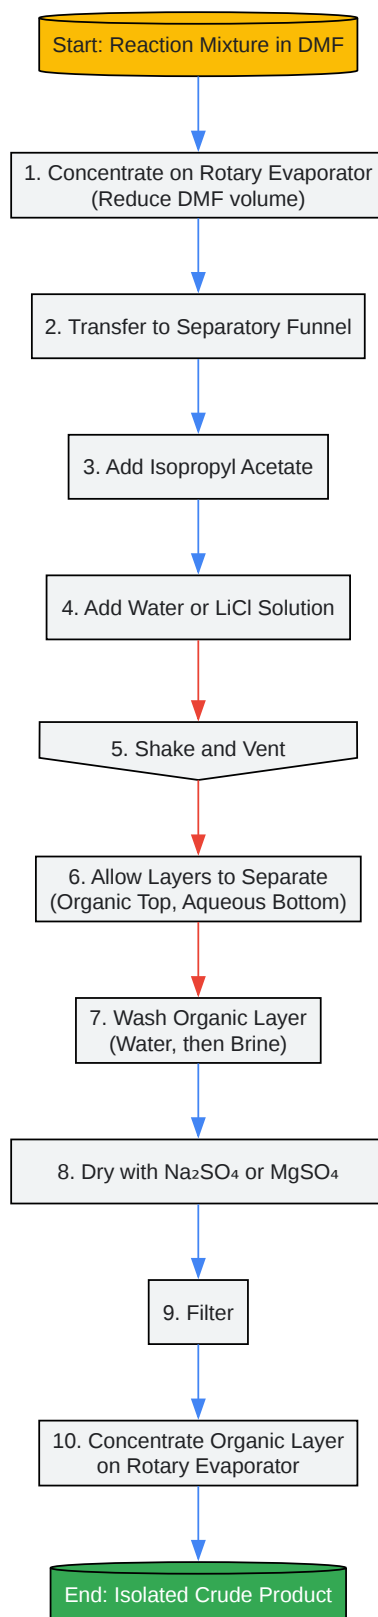 Start: Reaction Mixture in DMF
1. Concentrate on Rotary Evaporator
(Reduce DMF volume)
2. Transfer to Separatory Funnel
3. Add Isopropyl Acetate
4. Add Water or LiCl Solution
5. Shake and Vent
6. Allow Layers to Separate
(Organic Top, Aqueous Bottom)
7. Wash Organic Layer
(Water, then Brine)
8. Dry with Na₂SO₄ or MgSO₄
9. Filter
10. Concentrate Organic Layer
on Rotary Evaporator
End: Isolated Crude Product